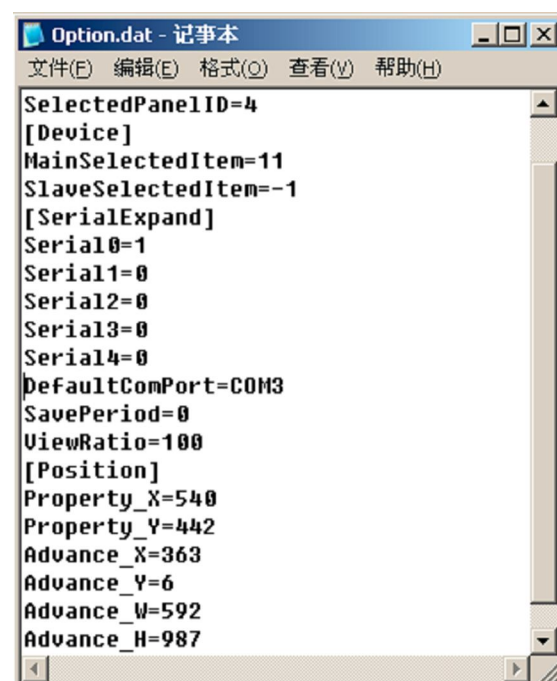 Option.dat - 记事本
文件(F) 编辑(E) 格式(O) 查看(V) 帮助(H)
SelectedPanelID=4
[Device]
MainSelectedItem=11
SlaveSelectedItem=-1
[SerialExpand]
Serial0=1
Serial1=0
Serial2=0
Serial3=0
Serial4=0
DefaultComPort=COM3
SavePeriod=0
ViewRatio=100
[Position]
Property_X=540
Property_Y=442
Advance_X=363
Advance_Y=6
Advance_W=592
Advance_H=987